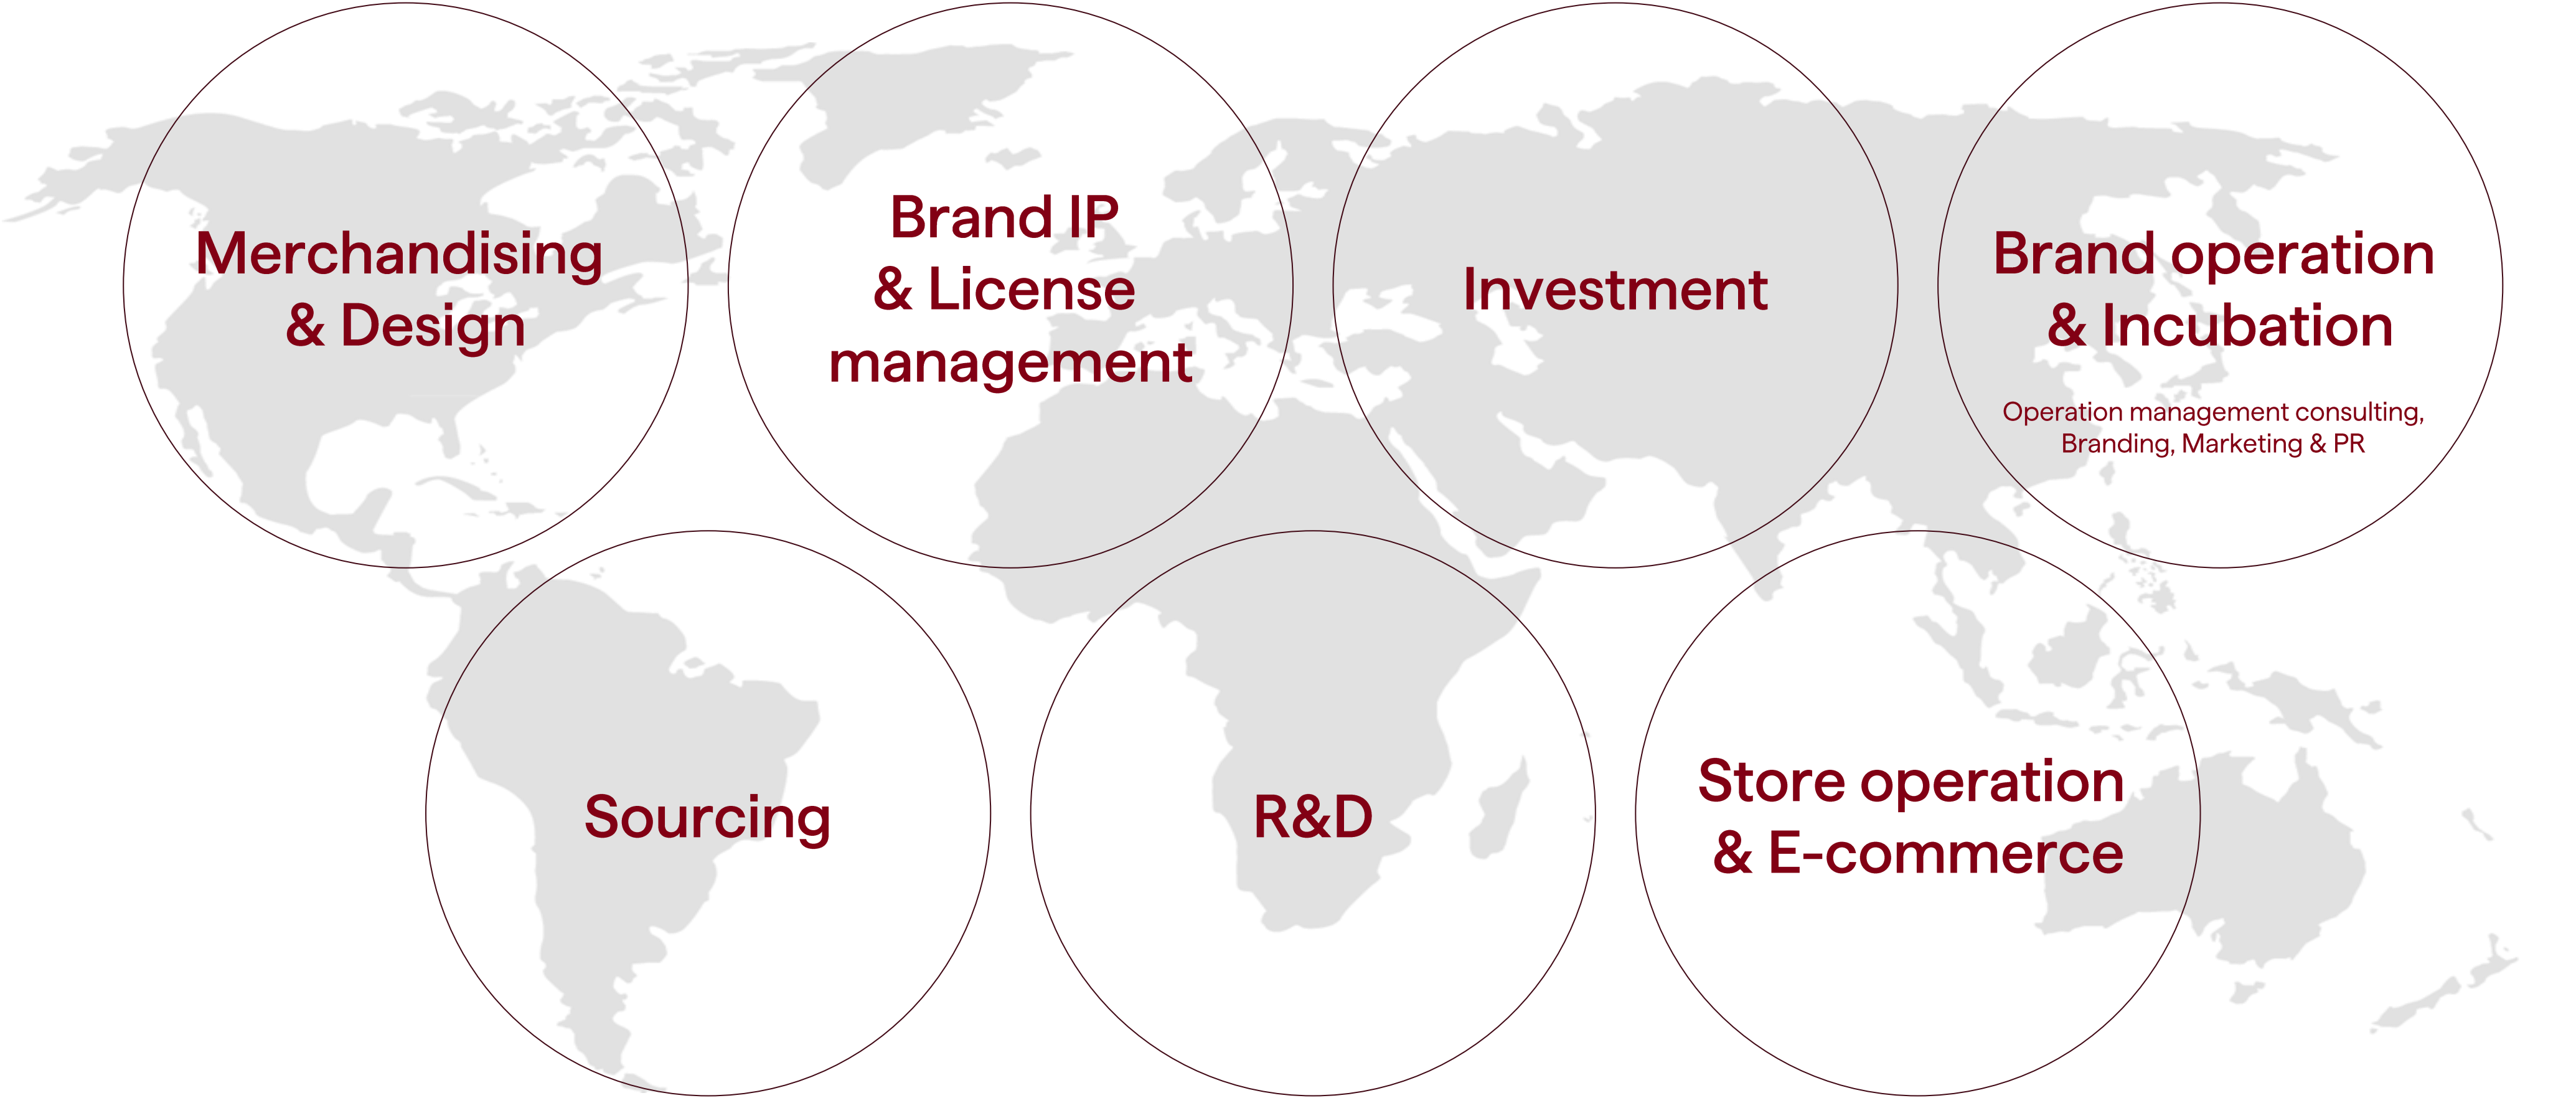 Merchandising
& Design
Brand IP
& License
management
Investment
Brand operation
& Incubation
Operation management consulting,
Branding, Marketing & PR
Sourcing
R&D
Store operation
& E-commerce